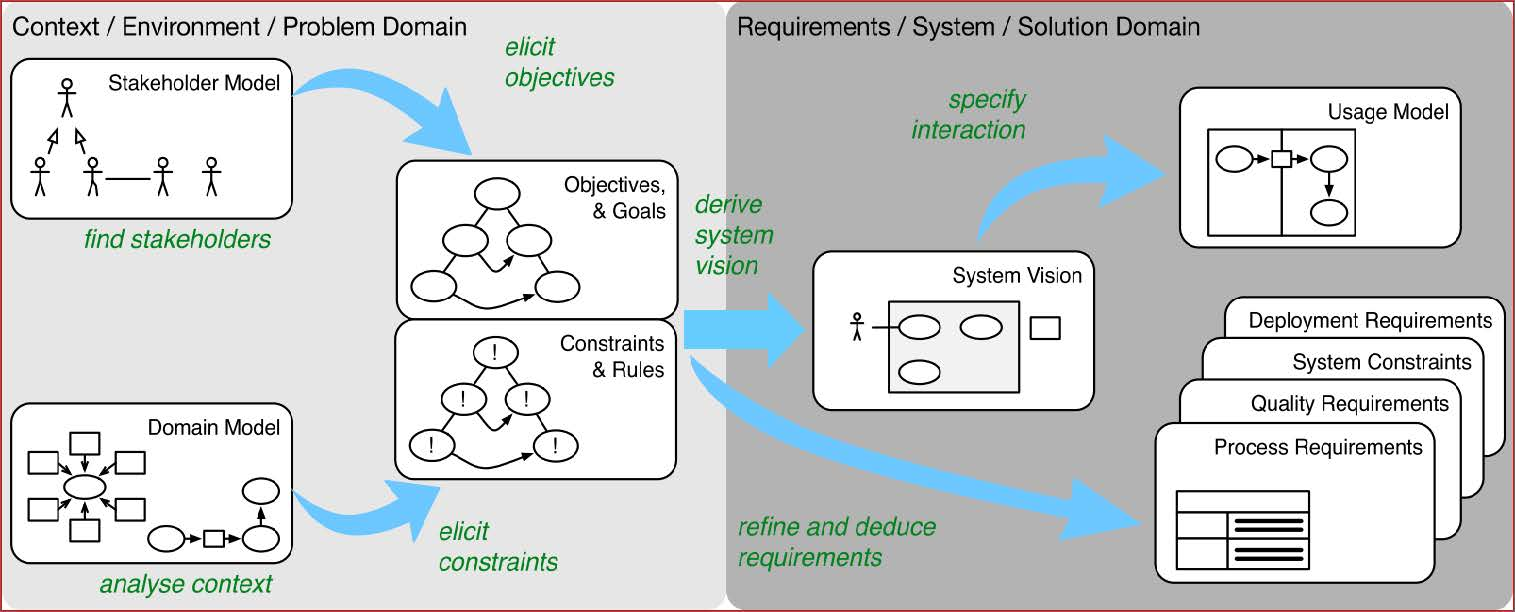 Context / Environment / Problem Domain
elicit
objectives
Stakeholder Model
find stakeholders
Objectives,
& Goals
Constraints
& Rules
! ! ! ! !
Domain Model
analyse context
elicit
constraints
derive
system
vision
Requirements / System / Solution Domain
specify
interaction
Usage Model
System Vision
Deployment Requirements
System Constraints
Quality Requirements
Process Requirements
refine and deduce
requirements